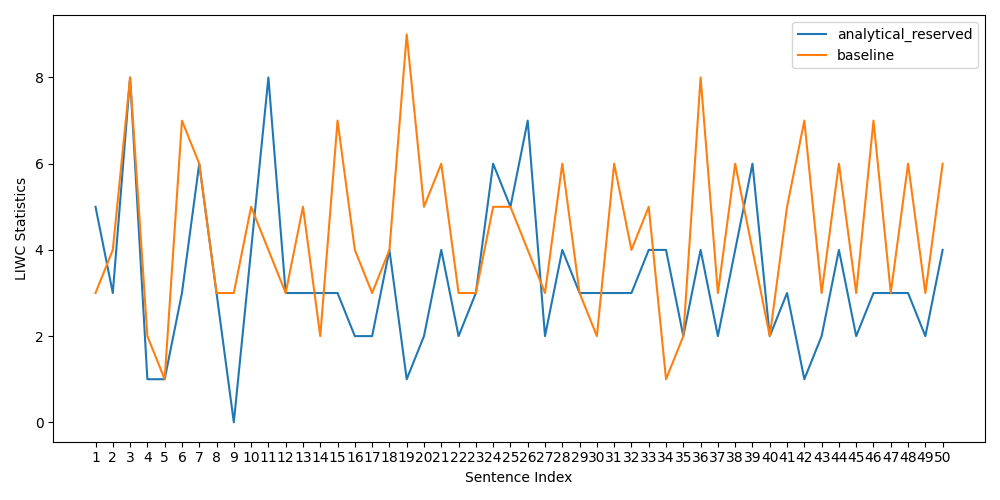 analytical_reserved
baseline
LIWC Statistics
8
6
4
2
0
1 2 3 4 5 6 7 8 9 10 11 12 13 14 15 16 17 18 19 20 21 22 23 24 25 26 27 28 29 30 31 32 33 34 35 36 37 38 39 40 41 42 43 44 45 46 47 48 49 50
Sentence Index